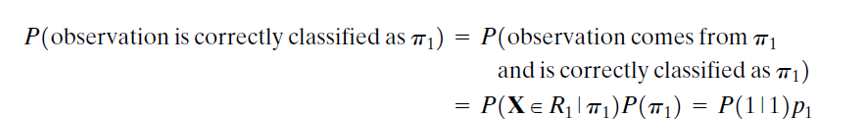 P(observation is correctly classified as π₁) = P(observation comes from π₁
and is correctly classified as π₁)
= P(X ∈ R₁ | π₁)P(π₁) = P(1|1)p₁